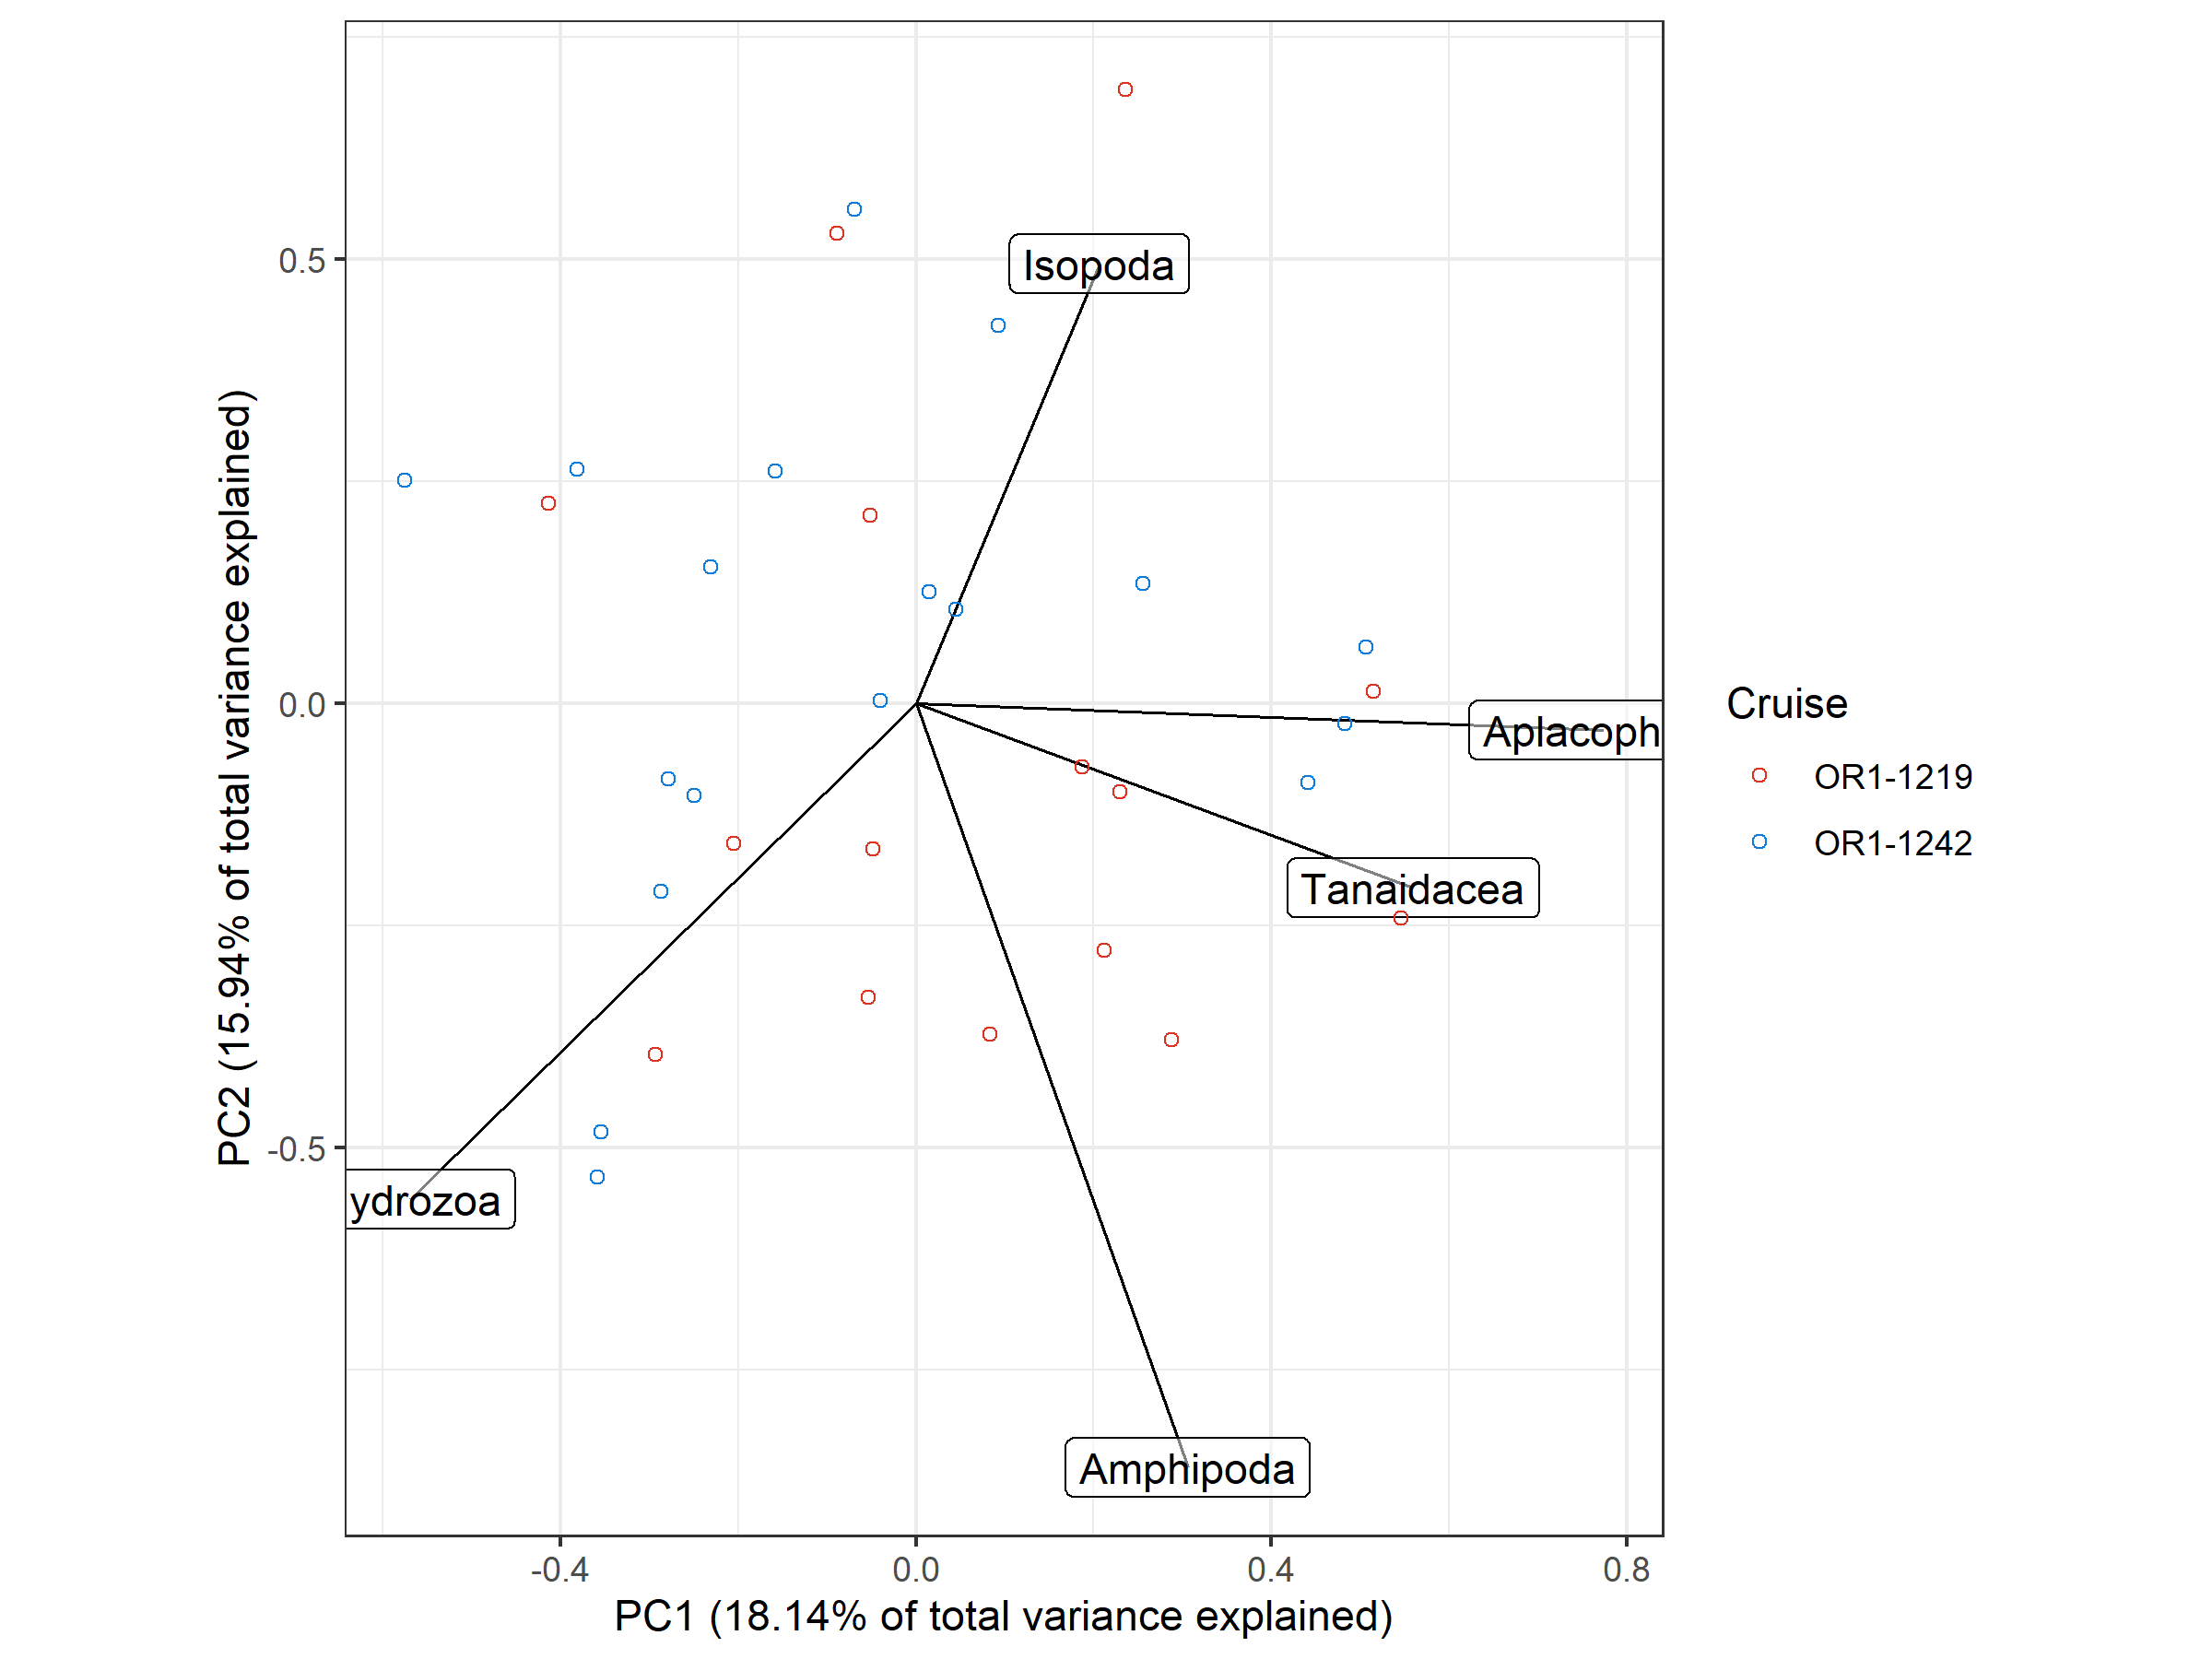 PC2 (15.94% of total variance explained)
0.5
0.0
-0.5
Isopoda
Aplacoph
Tanaidacea
ydrozoa
Amphipoda
-0.4
0.0
0.4
0.8
PC1 (18.14% of total variance explained)
Cruise
OR1-1219
OR1-1242